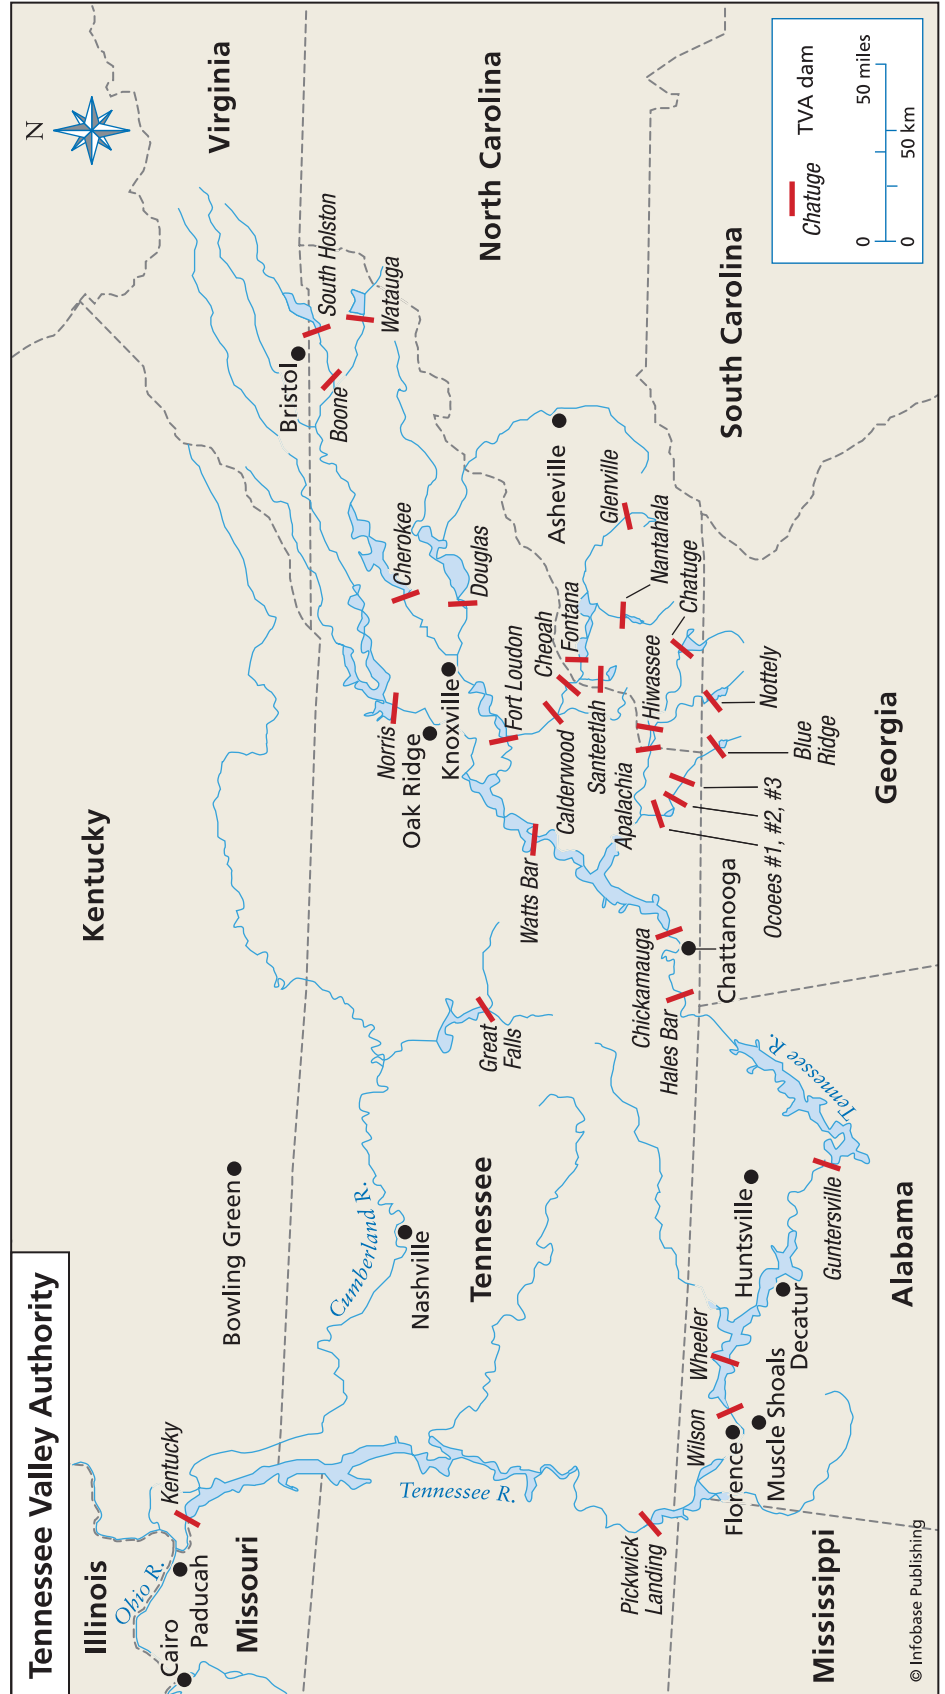 Tennessee Valley Authority
N
Illinois
Ohio R.
Cairo
Paducah
Missouri
Kentucky
Kentucky
Bowling Green
Virginia
North Carolina
South Carolina
Bristol
South Holston
Boone
Watauga
Cherokee
Douglas
Asheville
Glenville
Nantahala
Chatuge
Fontana
Cheoah
Fort Loudon
Norris
Oak Ridge
Knoxville
Calderwood
Santeetlah
Hiwassee
Apalachia
Nottely
Blue
Ridge
Ocoees #1, #2, #3
Georgia
Watts Bar
Chickamauga
Chattanooga
Hales Bar
Great
Falls
Cumberland R.
Nashville
Tennessee
Tennessee R.
Tennessee R.
Guntersville
Huntsville
Decatur
Wheeler
Wilson
Muscle Shoals
Florence
Pickwick
Landing
Alabama
Mississippi
Chatuge
TVA dam
0
50 miles
0
50 km
© Infobase Publishing